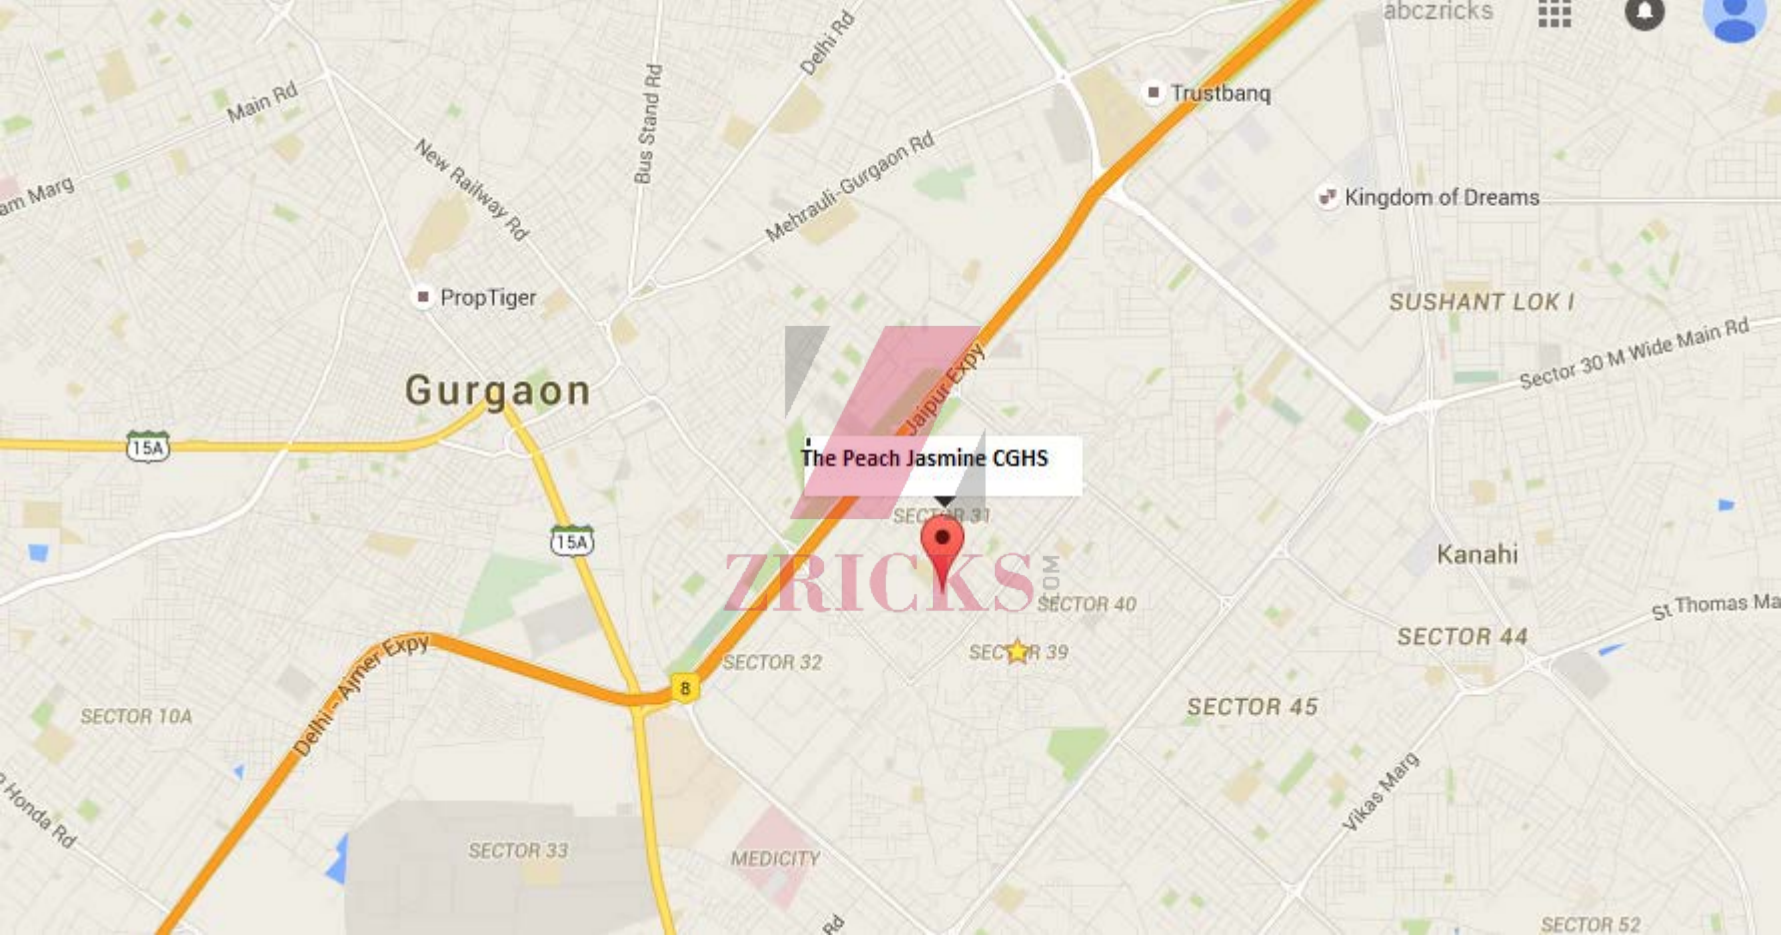 abczricks
Delhi Rd
Trustbanq
Main Rd
Bus Stand Rd
New Railway Rd
Mehrauli-Gurgaon Rd
am Marg
Kingdom of Dreams
PropTiger
SUSHANT LOK I
Sector 30 M Wide Main Rd
Gurgaon
Jaipur Expy
15A
The Peach Jasmine CGHS
SECTOR 31
15A
Kanahi
ZRICKS
.COM
SECTOR 40
St Thomas Ma
SECTOR 44
Delhi - Ajmer Expy
SECTOR 32
SECTOR 39
8
SECTOR 10A
SECTOR 45
Vikas Marg
Honda Rd
SECTOR 33
MEDICITY
Rd
SECTOR 52